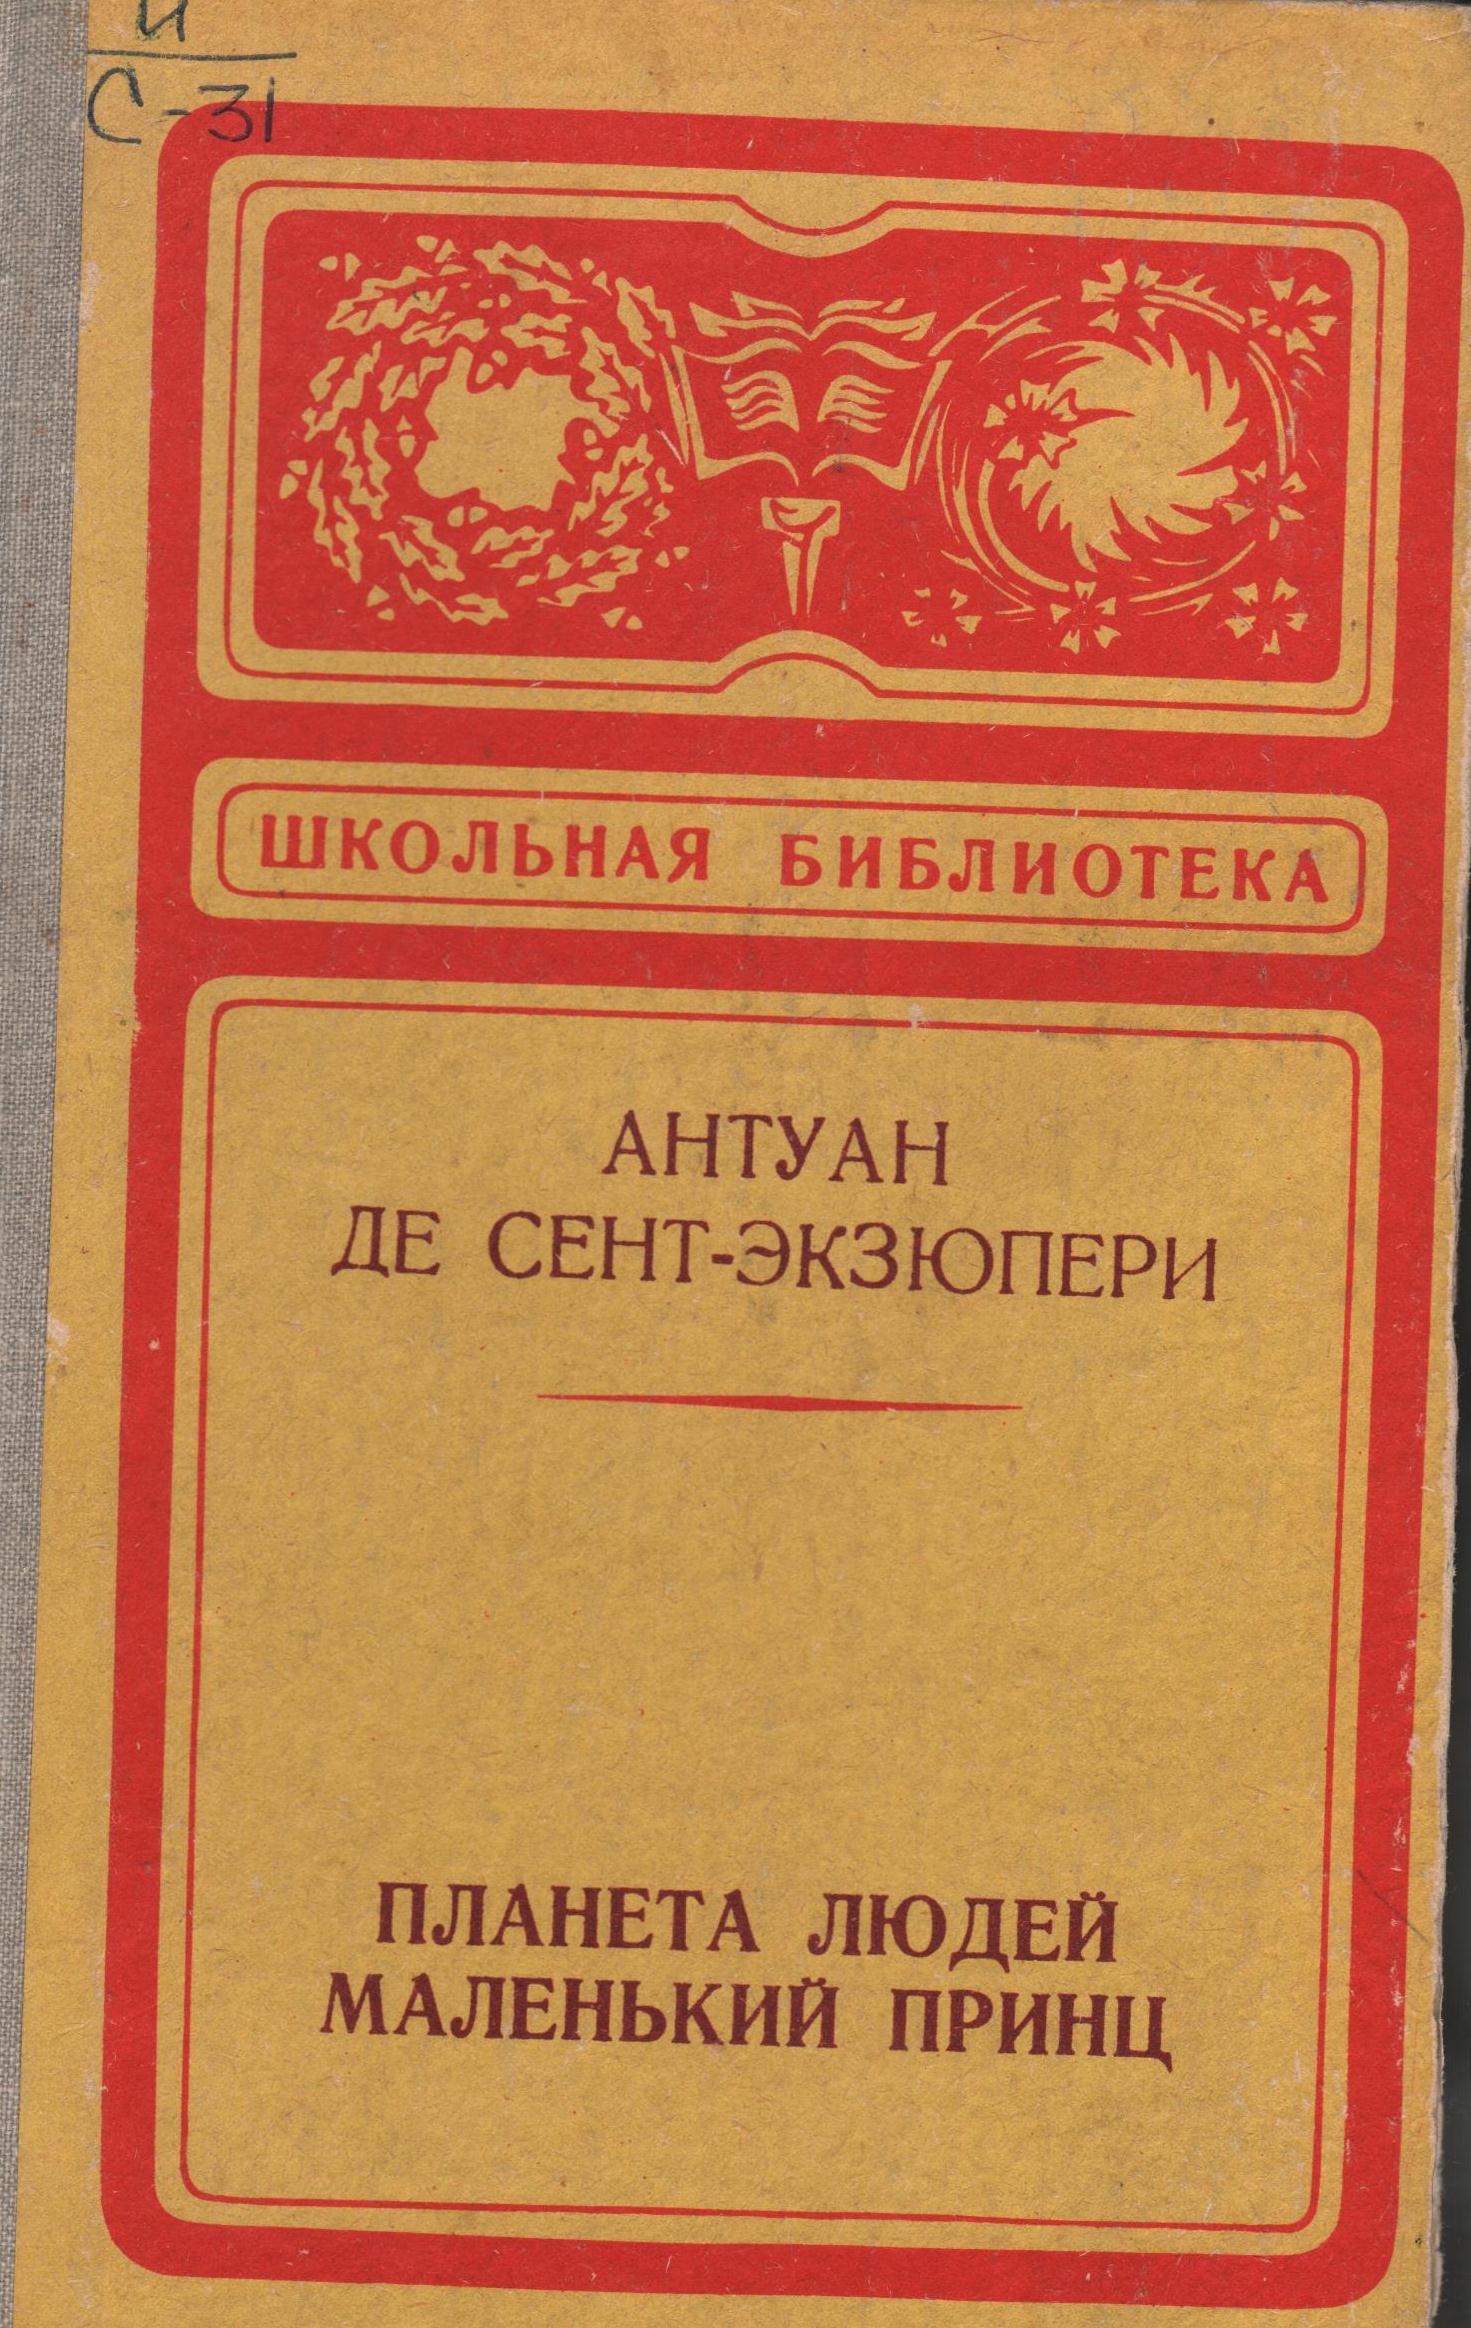 И
С-31
ШКОЛЬНАЯ БИБЛИОТЕКА
АНТУАН
ДЕ СЕНТ-ЭКЗЮПЕРИ
ПЛАНЕТА ЛЮДЕЙ
МАЛЕНЬКИЙ ПРИНЦ